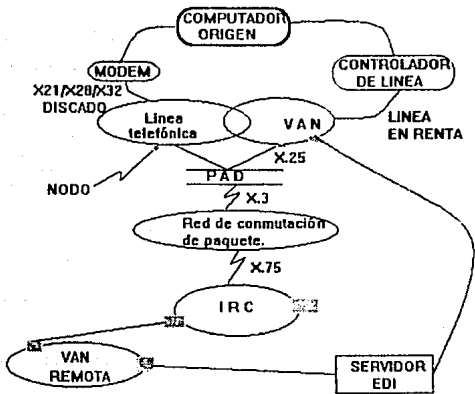 COMPUTADOR
ORIGEN
MODEM
CONTROLADOR
DE LINEA
X21/X28/X32
DISCADO
Linea
telefónica
VAN
LINEA
EN RENTA
X.25
NODO
PAD
X.3
Red de conmutación
de paquete.
X.75
IRC
VAN
REMOTA
SERVIDOR
EDI